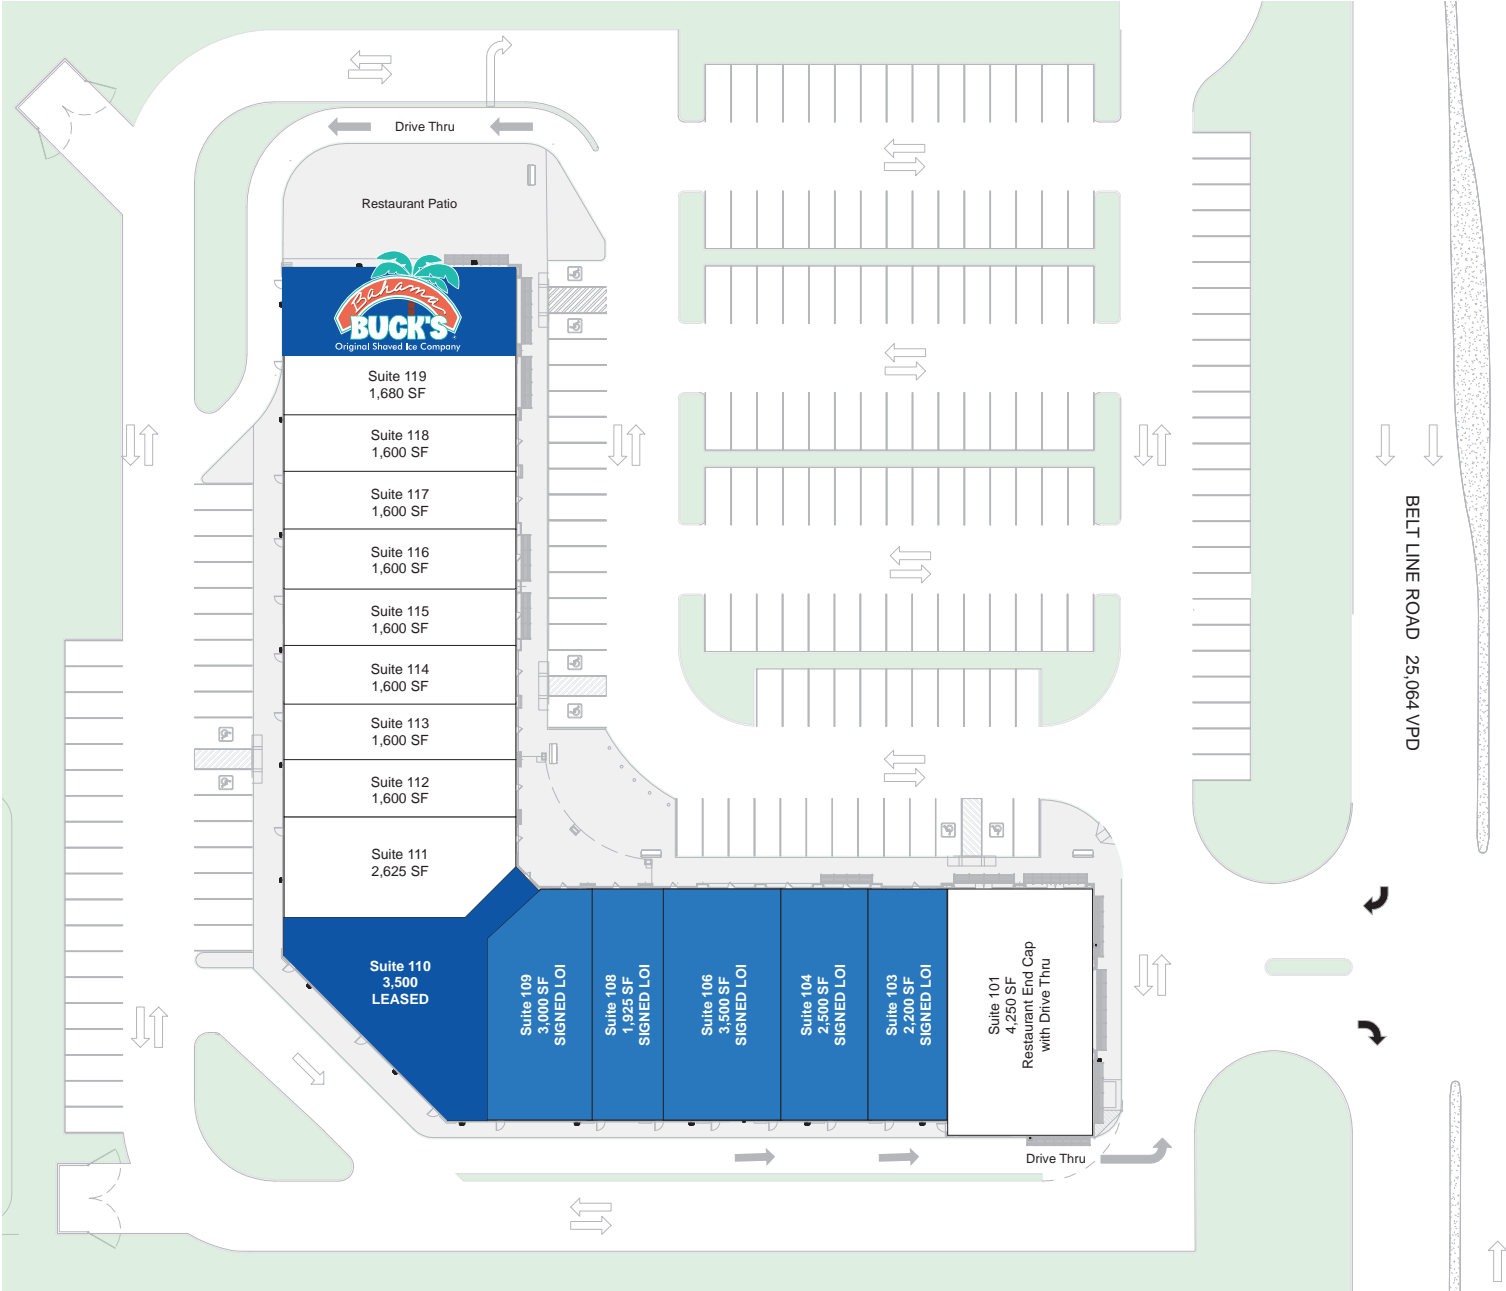 Drive Thru
Restaurant Patio
Bahama
BUCK'S
Original Shaved Ice Company
Suite 119
1,680 SF
Suite 118
1,600 SF
Suite 117
1,600 SF
Suite 116
1,600 SF
Suite 115
1,600 SF
Suite 114
1,600 SF
Suite 113
1,600 SF
Suite 112
1,600 SF
Suite 111
2,625 SF
Suite 110
3,500
LEASED
Suite 109
3,000 SF
SIGNED LOI
Suite 108
1,925 SF
SIGNED LOI
Suite 106
3,500 SF
SIGNED LOI
Suite 104
2,500 SF
SIGNED LOI
Suite 103
2,200 SF
SIGNED LOI
Suite 101
4,250 SF
Restaurant End Cap
with Drive Thru
Drive Thru
BELT LINE ROAD 25,064 VPD